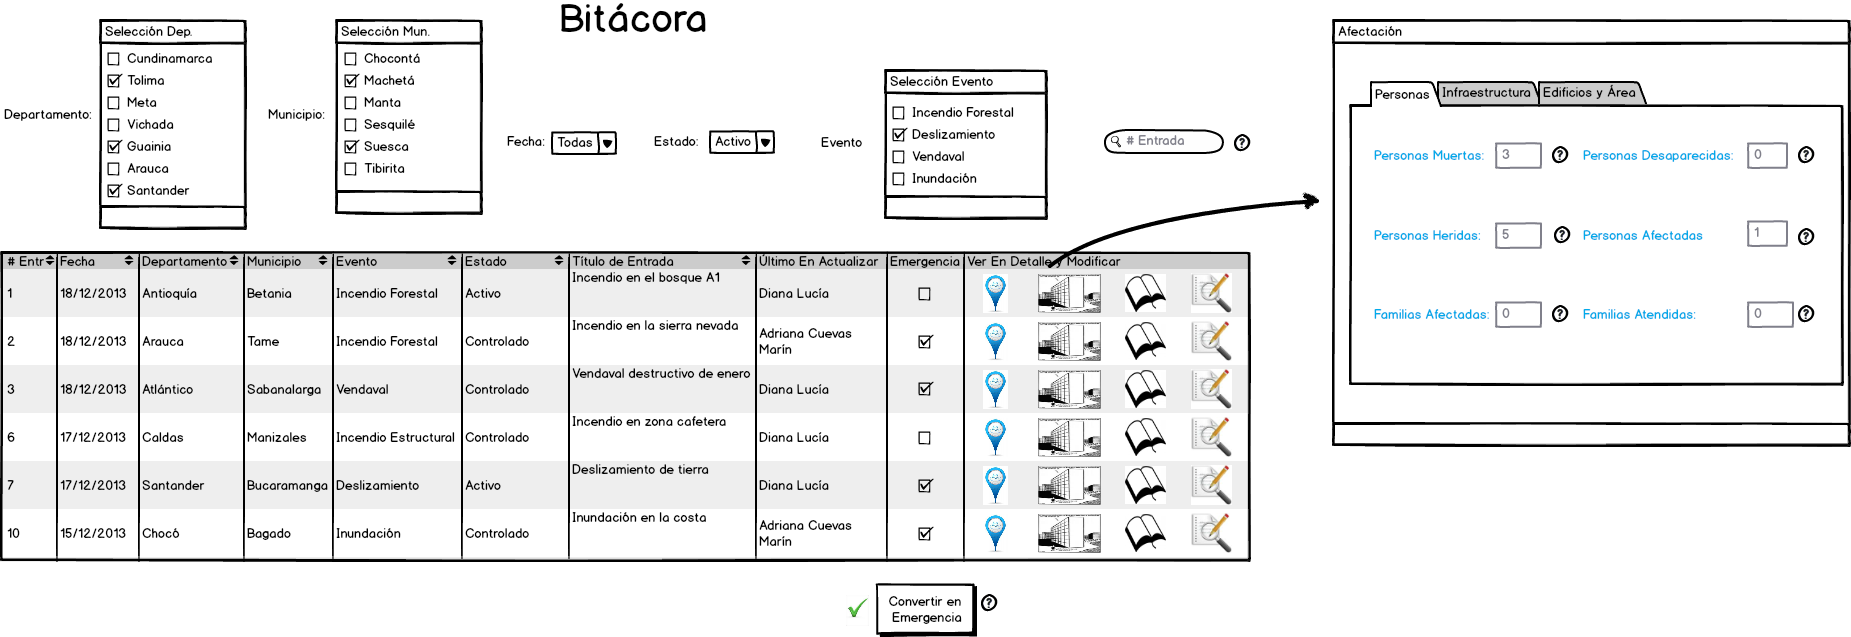 Bitácora
Departamento:
Selección Dep.
Cundinamarca
Tolima
Meta
Vichada
Guainia
Arauca
Santander
Municipio:
Selección Mun.
Chocontá
Machetá
Manta
Sesquilé
Suesca
Tibirita
Fecha: Todas
Estado: Activo
Evento
Selección Evento
Incendio Forestal
Deslizamiento
Vendaval
Inundación
# Entrada ?
# Entr Fecha Departamento Municipio Evento Estado Título de Entrada Último En Actualizar Emergencia Ver En Detalle y Modificar
1 18/12/2013 Antioquía Betania Incendio Forestal Activo Incendio en el bosque A1 Diana Lucía
2 18/12/2013 Arauca Tame Incendio Forestal Controlado Incendio en la sierra nevada Adriana Cuevas
Marín
3 18/12/2013 Atlántico Sabanalarga Vendaval Controlado Vendaval destructivo de enero Diana Lucía
6 17/12/2013 Caldas Manizales Incendio Estructural Controlado Incendio en zona cafetera Diana Lucía
7 17/12/2013 Santander Bucaramanga Deslizamiento Activo Deslizamiento de tierra Diana Lucía
10 15/12/2013 Chocó Bagado Inundación Controlado Inundación en la costa Adriana Cuevas
Marín
Convertir en
Emergencia
?
Afectación
Personas Infraestructura Edificios y Área
Personas Muertas: 3 ? Personas Desaparecidas: 0 ?
Personas Heridas: 5 ? Personas Afectadas 1 ?
Familias Afectadas: 0 ? Familias Atendidas: 0 ?